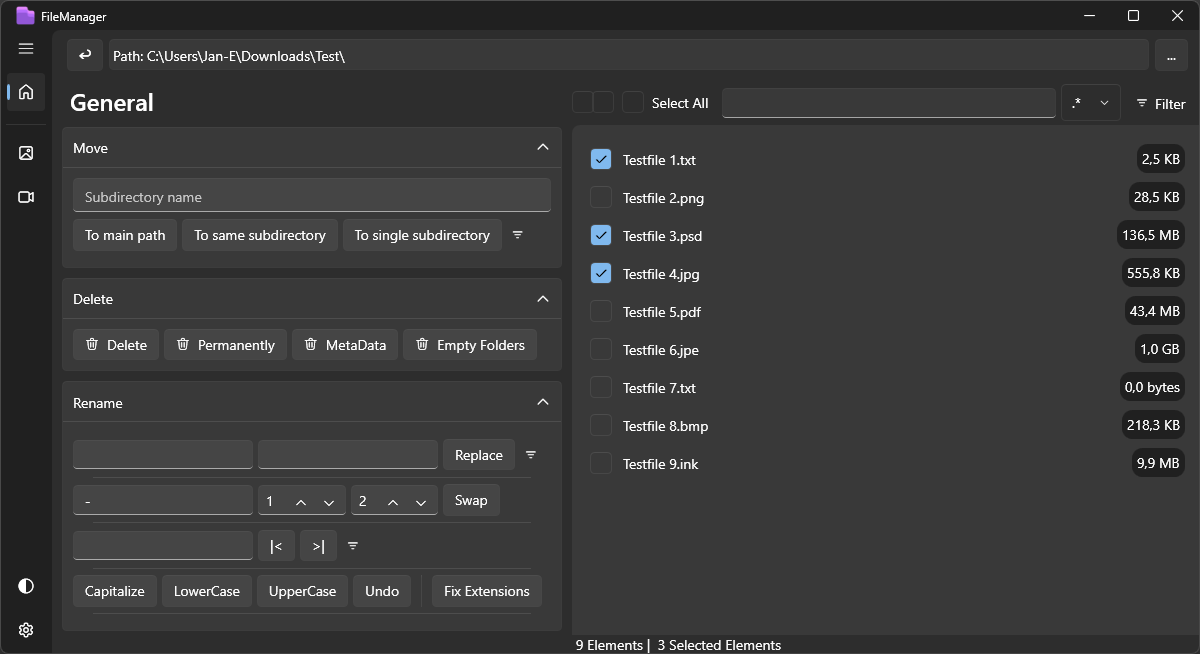 FileManager
Path: C:\Users\Jan-E\Downloads\Test\
...
General
Select All
.*
Filter
Move
Subdirectory name
To main path To same subdirectory To single subdirectory
Delete
Delete Permanently MetaData Empty Folders
Rename
Replace
- 1 2 Swap
|< >|
Capitalize LowerCase UpperCase Undo Fix Extensions
Testfile 1.txt 2,5 KB
Testfile 2.png 28,5 KB
Testfile 3.psd 136,5 MB
Testfile 4.jpg 555,8 KB
Testfile 5.pdf 43,4 MB
Testfile 6.jpe 1,0 GB
Testfile 7.txt 0,0 bytes
Testfile 8.bmp 218,3 KB
Testfile 9.ink 9,9 MB
9 Elements | 3 Selected Elements